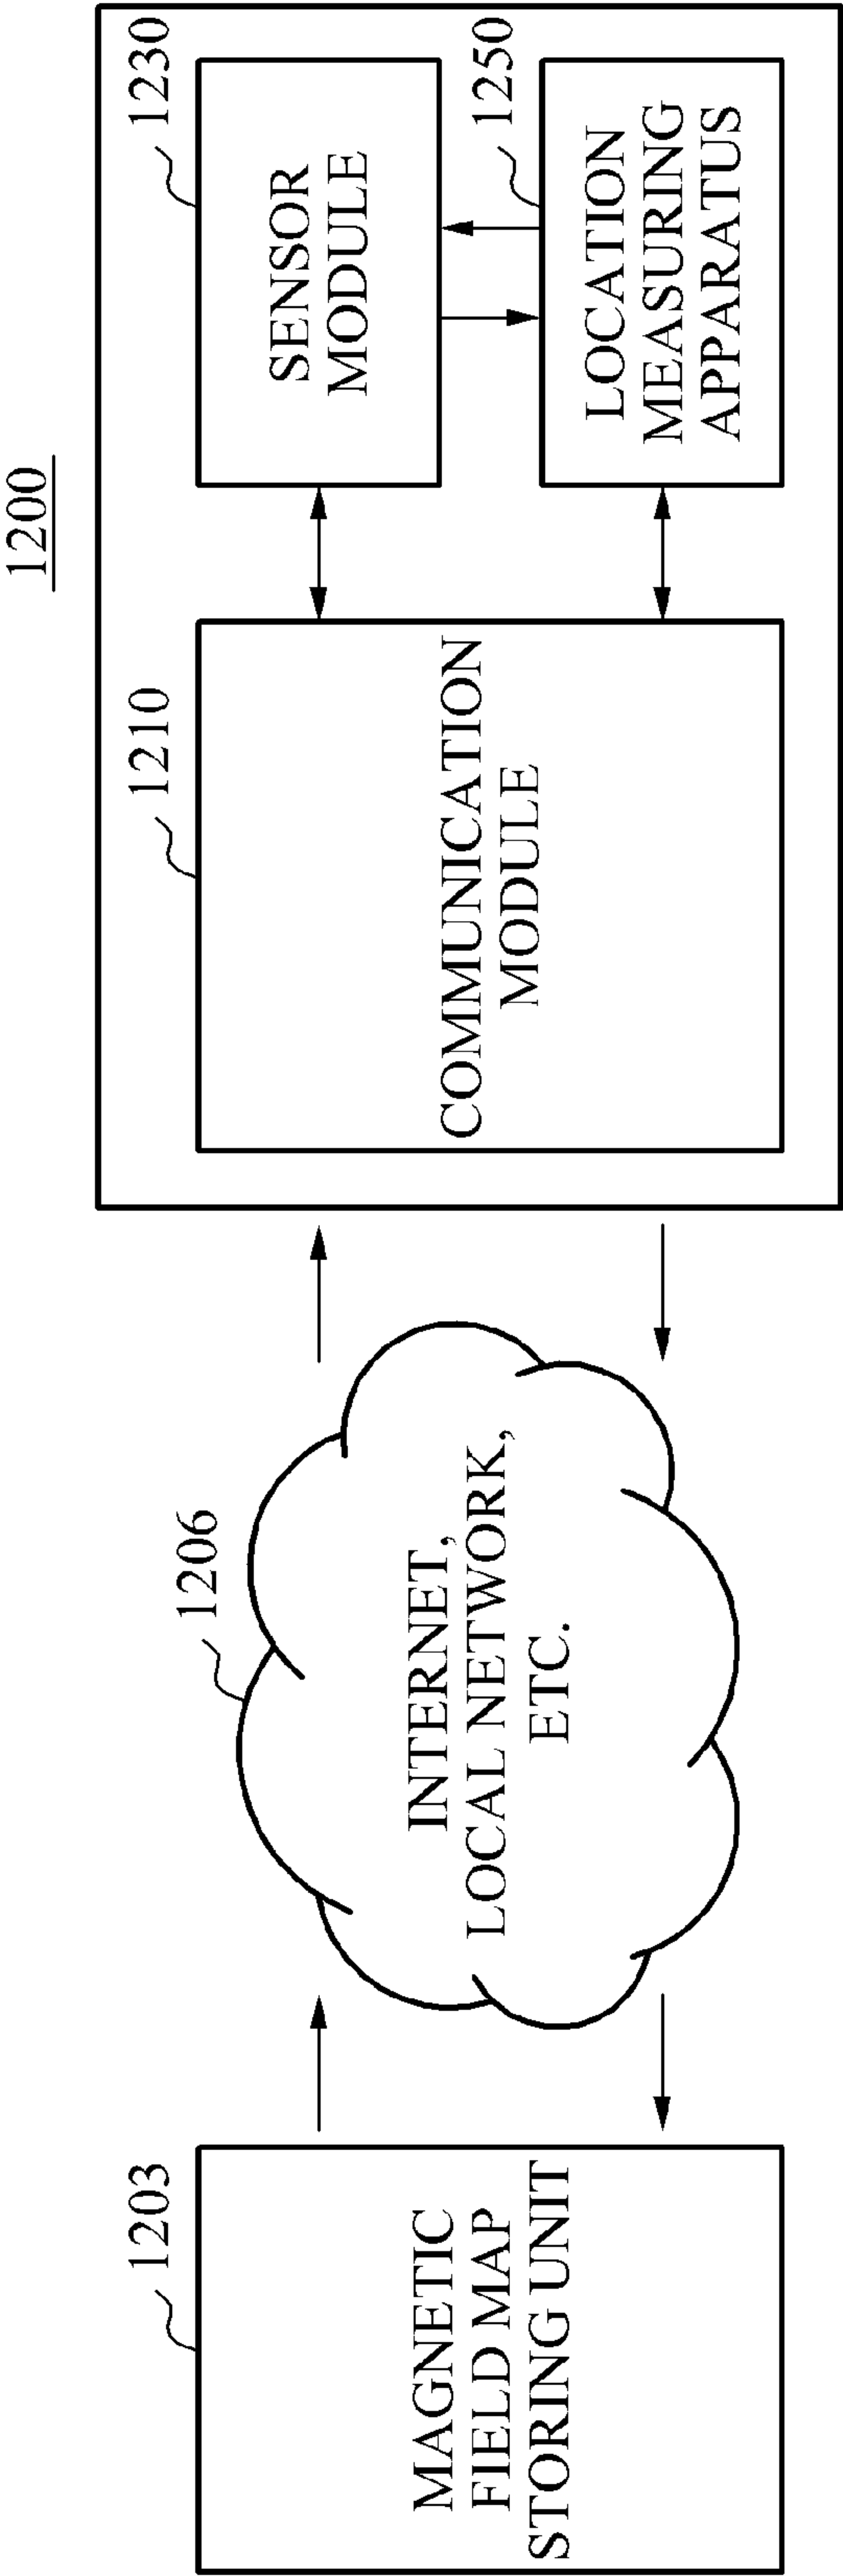 1200
1203
MAGNETIC
FIELD MAP
STORING UNIT
1206
INTERNET,
LOCAL NETWORK,
ETC.
1210
COMMUNICATION
MODULE
1230
SENSOR
MODULE
1250
LOCATION
MEASURING
APPARATUS